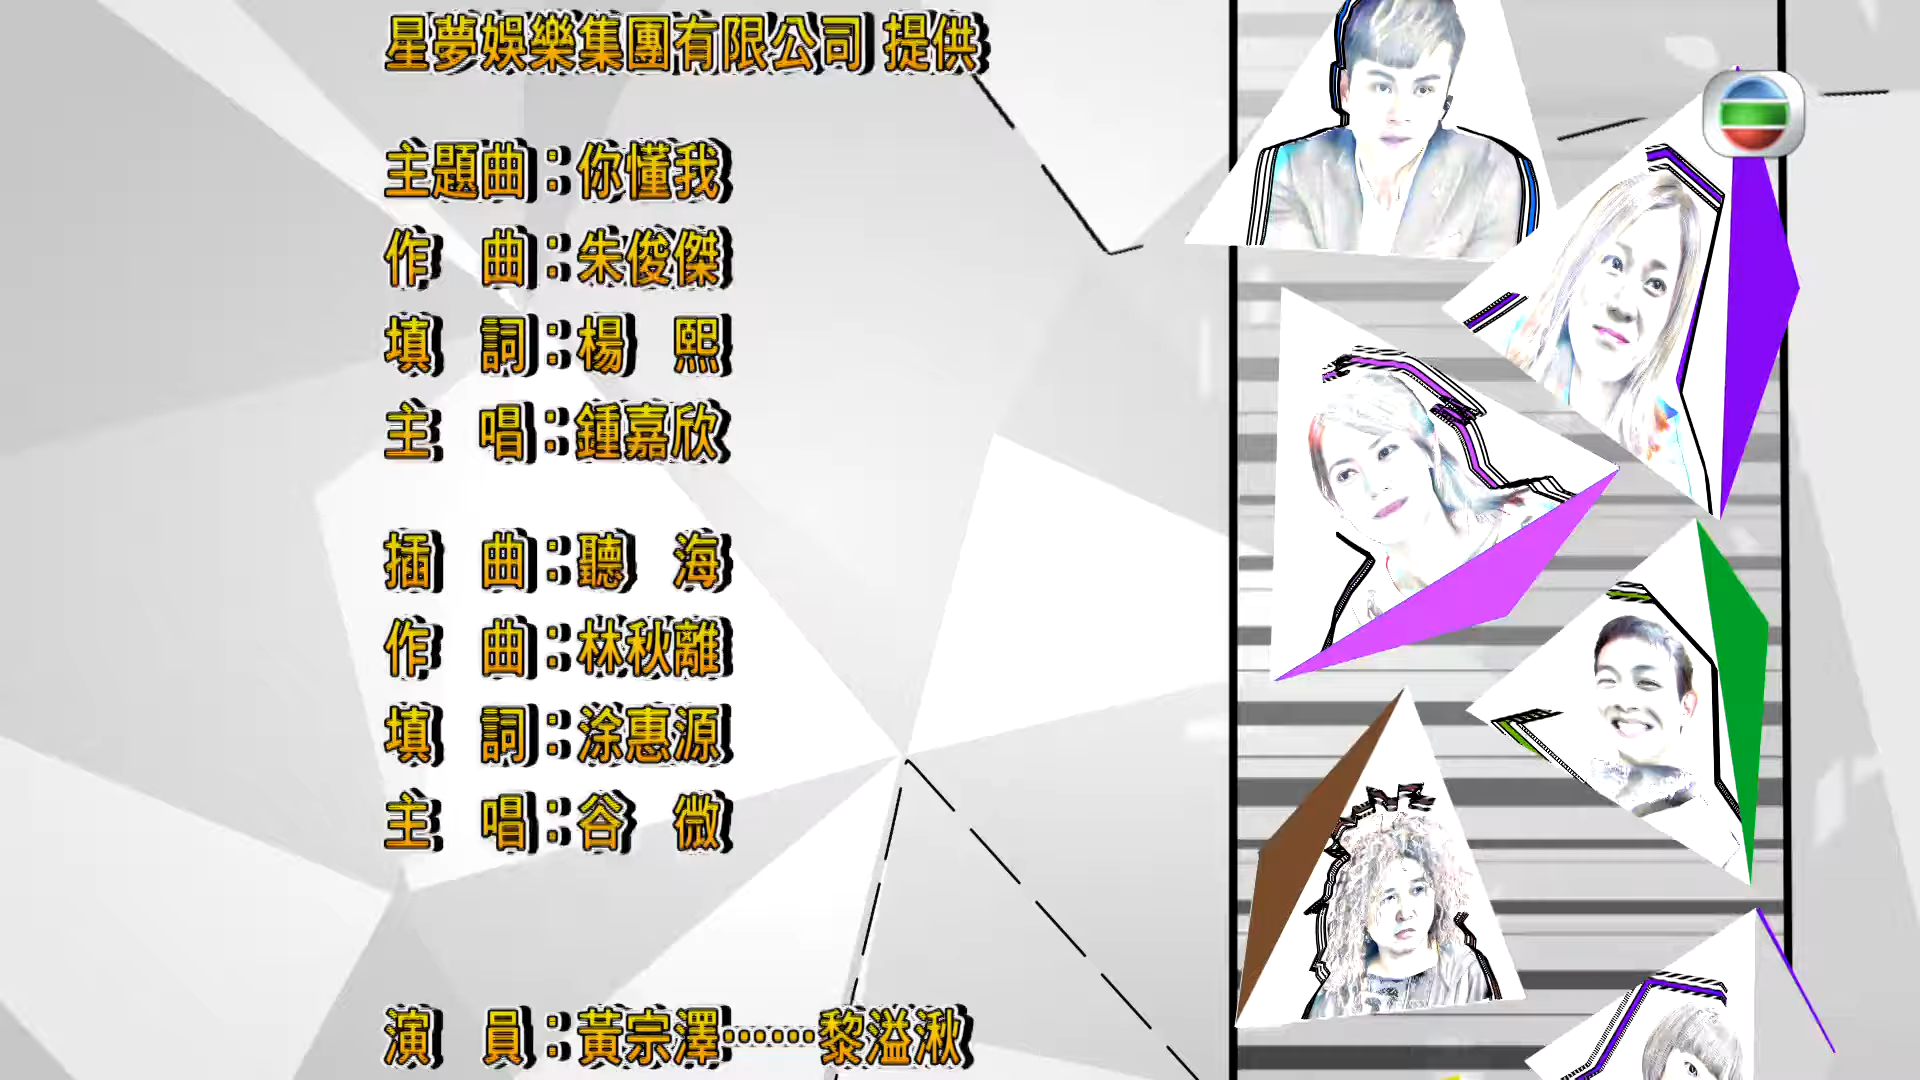 星夢娛樂集團有限公司 提供
主題曲：你懂我
作　曲：朱俊傑
填　詞：楊　熙
主　唱：鍾嘉欣
插　曲：聽　海
作　曲：林秋離
填　詞：涂惠源
主　唱：谷　微
演　員：黃宗澤……黎溢湫